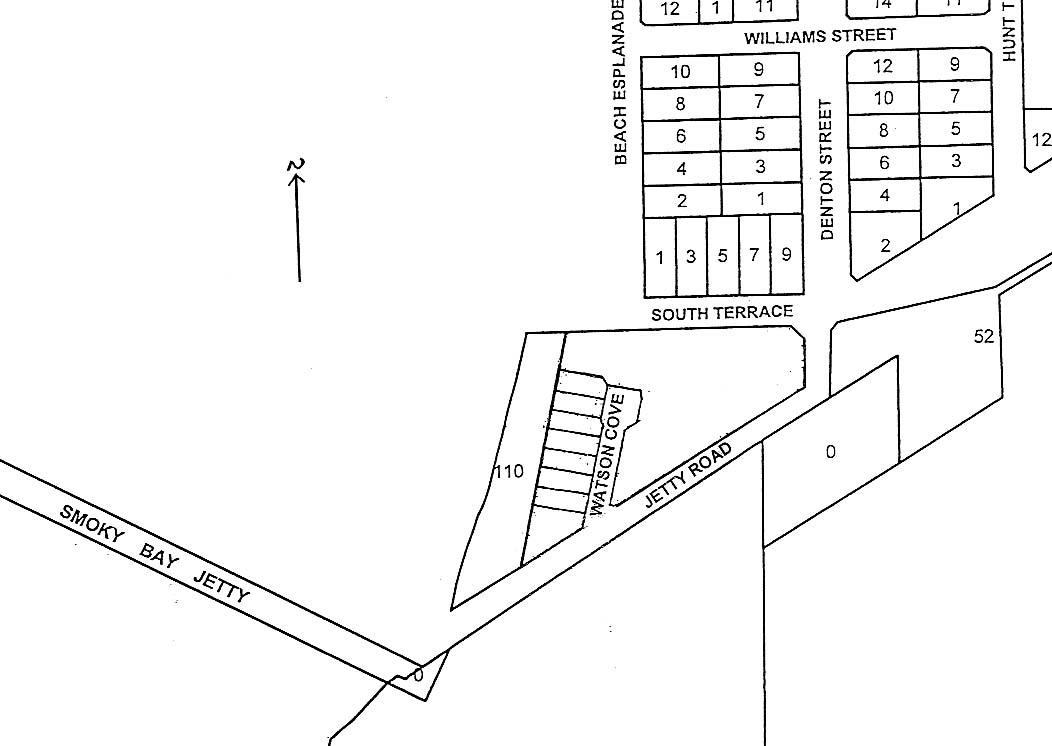 12 1 11
14 11
WILLIAMS STREET
BEACH ESPLANADE
HUNT T
10 9
8 7
6 5
4 3
2 1
1 3 5 7 9
DENTON STREET
12 9
10 7
8 5
6 3
4 1
2
12
SOUTH TERRACE
52
WATSON COVE
JETTY ROAD
0
110
SMOKY BAY JETTY
0